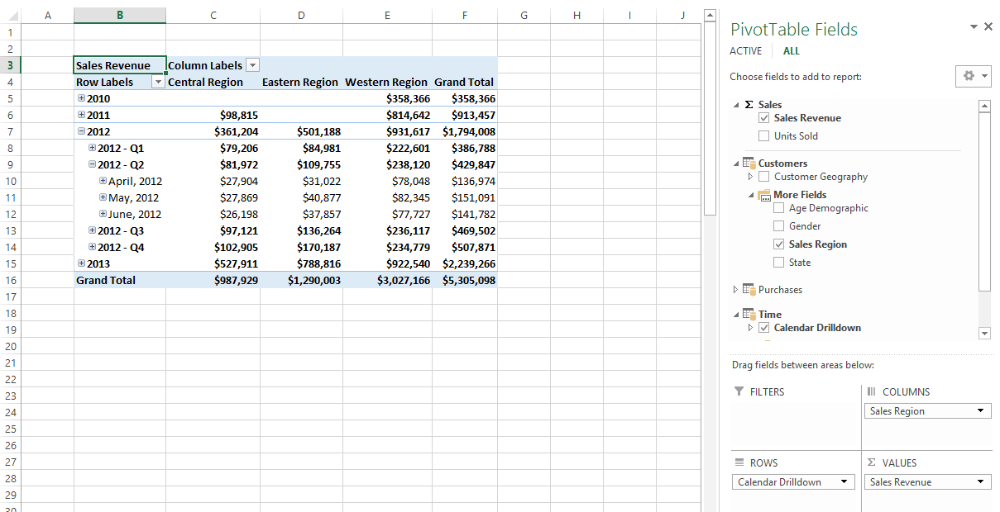 A B C D E F G H I J
1
2
3 Sales Revenue Column Labels
4 Row Labels Central Region Eastern Region Western Region Grand Total
5 2010 $358,366 $358,366
6 2011 $98,815 $814,642 $913,457
7 2012 $361,204 $501,188 $931,617 $1,794,008
8 2012 - Q1 $79,206 $84,981 $222,601 $386,788
9 2012 - Q2 $81,972 $109,755 $238,120 $429,847
10 April, 2012 $27,904 $31,022 $78,048 $136,974
11 May, 2012 $27,869 $40,877 $82,345 $151,091
12 June, 2012 $26,198 $37,857 $77,727 $141,782
13 2012 - Q3 $97,121 $136,264 $236,117 $469,502
14 2012 - Q4 $102,905 $170,187 $234,779 $507,871
15 2013 $527,911 $788,816 $922,540 $2,239,266
16 Grand Total $987,929 $1,290,003 $3,027,166 $5,305,098
17
18
19
20
21
22
23
24
25
26
27
28
29
30
PivotTable Fields
ACTIVE ALL
Choose fields to add to report:
Σ Sales
Sales Revenue
Units Sold
Customers
Customer Geography
More Fields
Age Demographic
Gender
Sales Region
State
Purchases
Time
Calendar Drilldown
Drag fields between areas below:
FILTERS
COLUMNS
Sales Region
ROWS
Calendar Drilldown
Σ VALUES
Sales Revenue